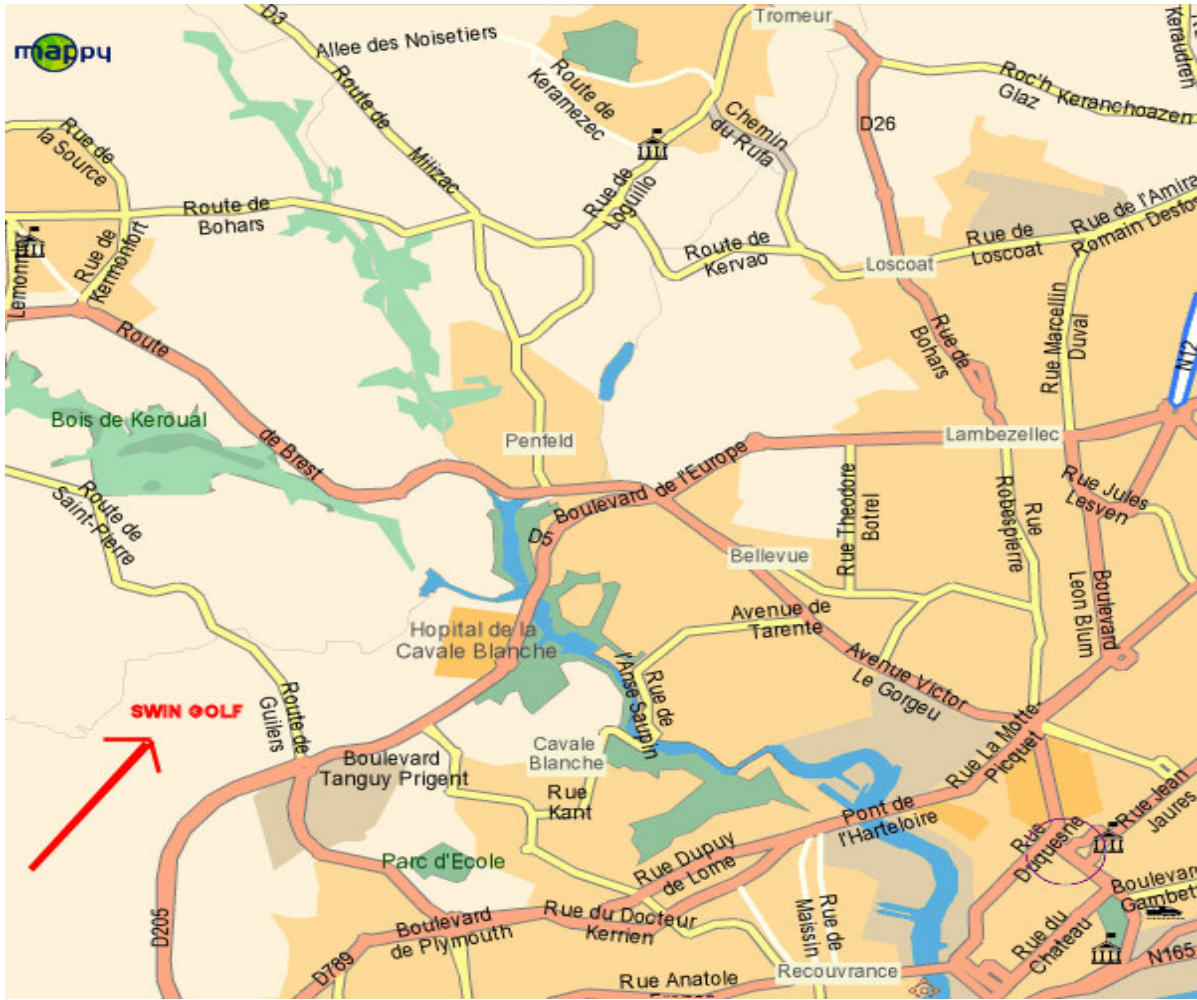 mappy
D3
Tromeur
Keraudren
Allee des Noisetiers
Route de
Keramezec
Route de
Milizac
Roc'h Keranchoazen
Glaz
Chemin
du Rufa
D26
Rue de
la Source
Route de
Bohars
Rue de
Loguillo
Rue de l'Amira
Romain Desfo
Rue de
Loscoat
Route de
Kervao
Loscoat
Rue de
Kermonfort
Route
de Brest
Rue de
Bohars
Rue Marcellin
Duval
N12
Bois de Keroual
Penfeld
Lambezellec
Boulevard de l'Europe
Rue Theodore
Botrel
Rue
Robespierre
Rue Jules
Lesven
Route de
Saint-Pierre
D5
Bellevue
Boulevard
Leon Blum
Avenue de
Tarente
Hopital de la
Cavale Blanche
Rue de
l'Anse Saupin
Avenue Victor
Le Gorgeu
SWIN GOLF
Route de
Guilers
Boulevard
Tanguy Prigent
Cavale
Blanche
Rue La Motte-
Picquet
Rue
Kant
Pont de
l'Harteloire
Rue Jean
Jaures
Rue
Duquesne
Parc d'Ecole
Rue Dupuy
de Lome
Boulevard
Gambet
D205
Boulevard
de Plymouth
Rue du Docteur
Kerrien
Rue de
Maissin
Rue du
Chateau
D789
Recouvrance
N165
Rue Anatole